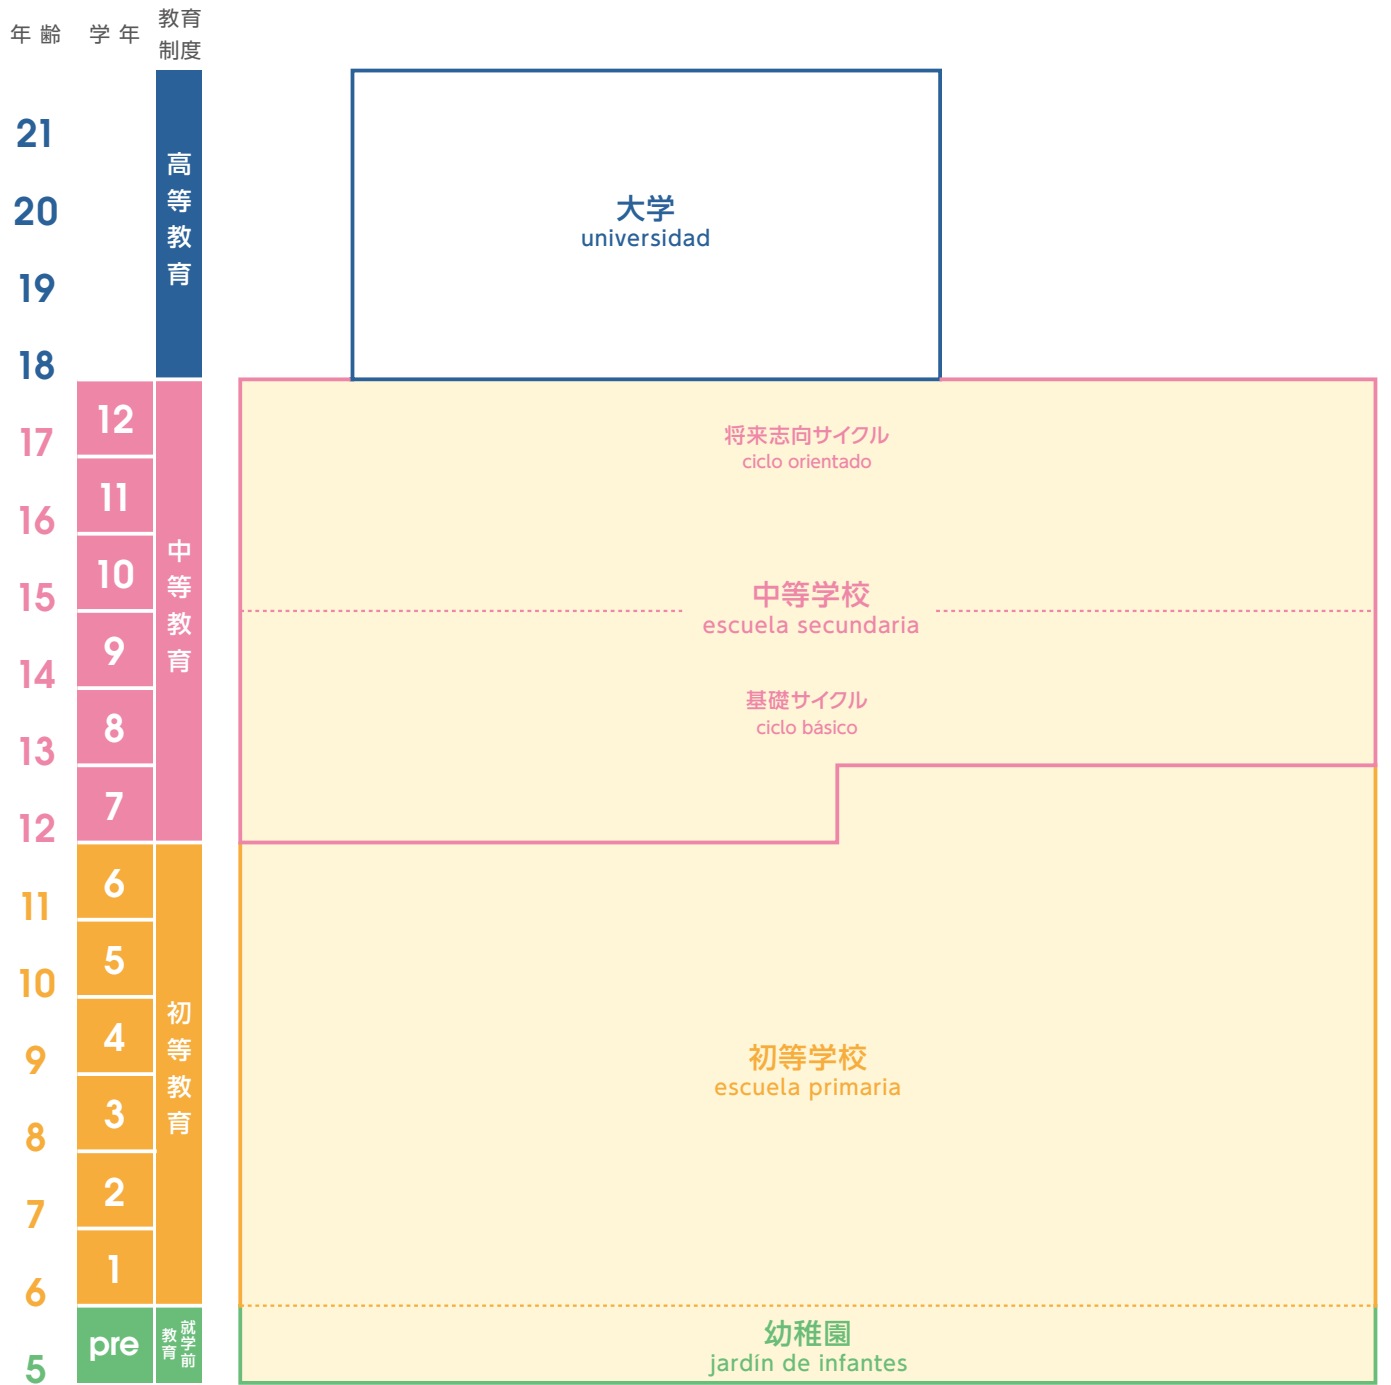 年齢 学年 教育
制度
21
20
19
18
17
16
15
14
13
12
11
10
9
8
7
6
5
12
11
10
9
8
7
6
5
4
3
2
1
pre
高等教育
中等教育
初等教育
就学前
教育
大学
universidad
将来志向サイクル
ciclo orientado
中等学校
escuela secundaria
基礎サイクル
ciclo básico
初等学校
escuela primaria
幼稚園
jardín de infantes